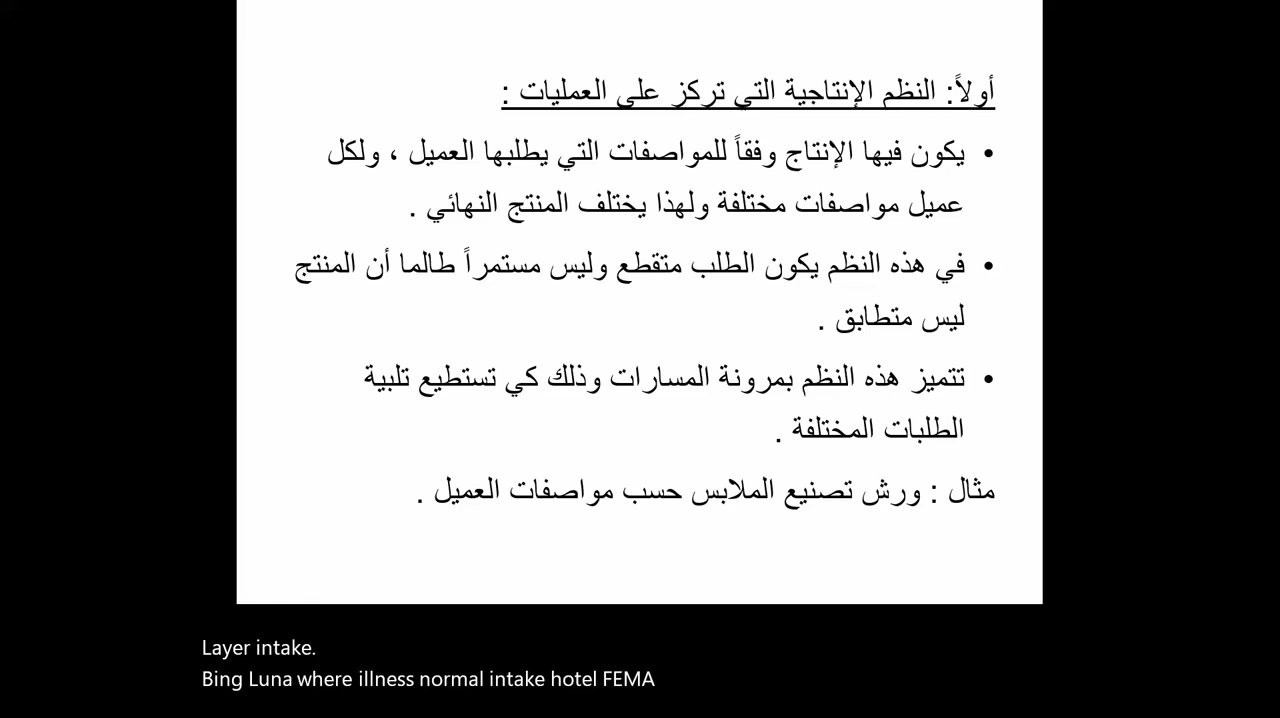 أولاً: النظم الإنتاجية التي تركز على العمليات :
• يكون فيها الإنتاج وفقاً للمواصفات التي يطلبها العميل ، ولكل
عميل مواصفات مختلفة ولهذا يختلف المنتج النهائي .
• في هذه النظم يكون الطلب متقطع وليس مستمراً طالما أن المنتج
ليس متطابق .
• تتميز هذه النظم بمرونة المسارات وذلك كي تستطيع تلبية
الطلبات المختلفة .
مثال : ورش تصنيع الملابس حسب مواصفات العميل .
Layer intake.
Bing Luna where illness normal intake hotel FEMA